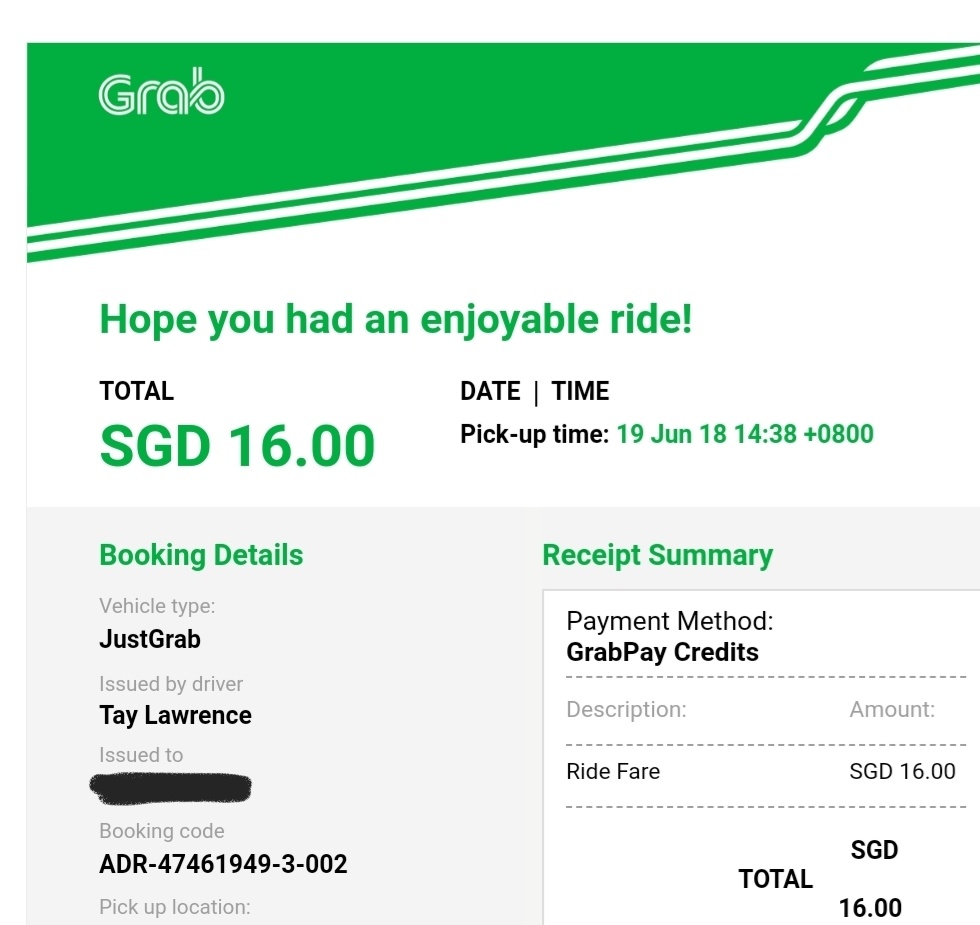 Grab
Hope you had an enjoyable ride!
TOTAL
SGD 16.00
DATE | TIME
Pick-up time: 19 Jun 18 14:38 +0800
Booking Details
Vehicle type:
JustGrab
Issued by driver
Tay Lawrence
Issued to
Booking code
ADR-47461949-3-002
Pick up location:
Receipt Summary
Payment Method:
GrabPay Credits
Description: Amount:
Ride Fare SGD 16.00
TOTAL SGD
16.00